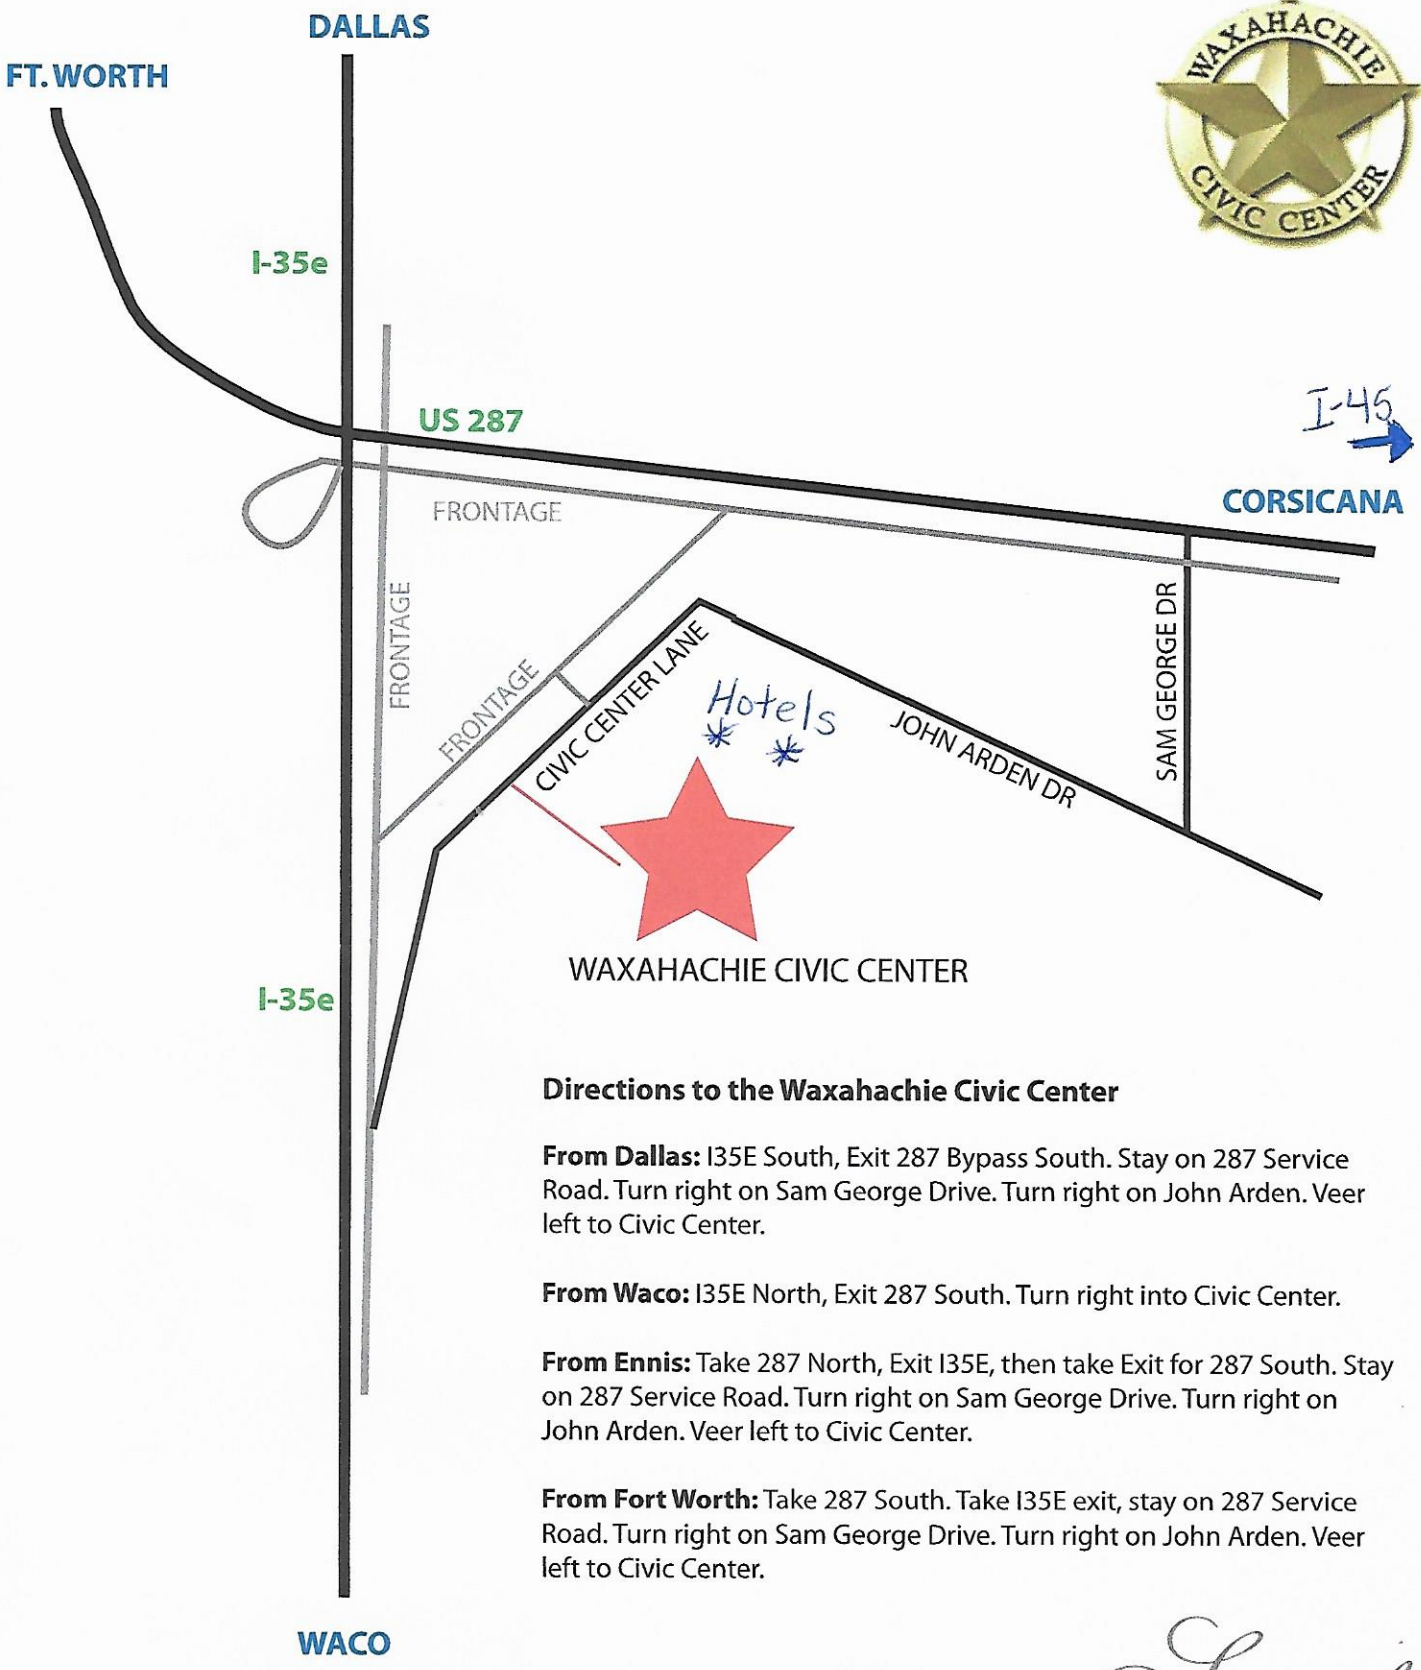 DALLAS
FT. WORTH
WAXAHACHIE
CIVIC CENTER
I-35e
I-45
US 287
CORSICANA
FRONTAGE
FRONTAGE
SAM GEORGE DR
FRONTAGE
CIVIC CENTER LANE
Hotels
JOHN ARDEN DR
WAXAHACHIE CIVIC CENTER
I-35e
Directions to the Waxahachie Civic Center
From Dallas: I35E South, Exit 287 Bypass South. Stay on 287 Service
Road. Turn right on Sam George Drive. Turn right on John Arden. Veer
left to Civic Center.
From Waco: I35E North, Exit 287 South. Turn right into Civic Center.
From Ennis: Take 287 North, Exit I35E, then take Exit for 287 South. Stay
on 287 Service Road. Turn right on Sam George Drive. Turn right on
John Arden. Veer left to Civic Center.
From Fort Worth: Take 287 South. Take I35E exit, stay on 287 Service
Road. Turn right on Sam George Drive. Turn right on John Arden. Veer
left to Civic Center.
WACO